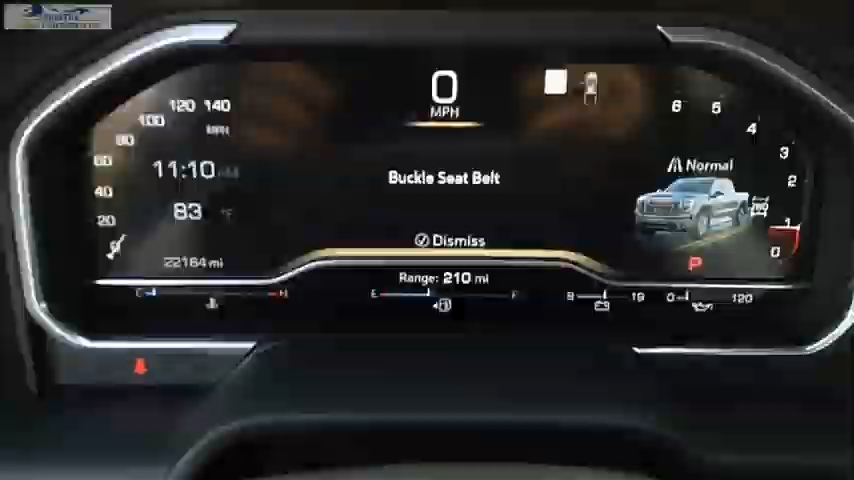 0
MPH
120 140
100
80
60
40
20
MPH
11:10
83 °F
22164 mi
Buckle Seat Belt
Dismiss
Range: 210 mi
C H
E F
8 19
0 120
6 5
4
3
2
1
0
Normal
P